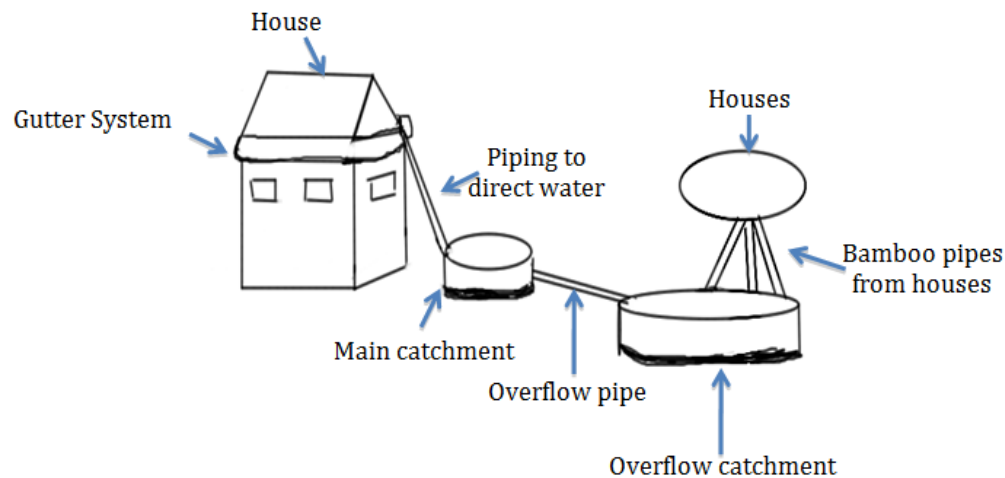 House
Gutter System
Piping to
direct water
Houses
Bamboo pipes
from houses
Main catchment
Overflow pipe
Overflow catchment